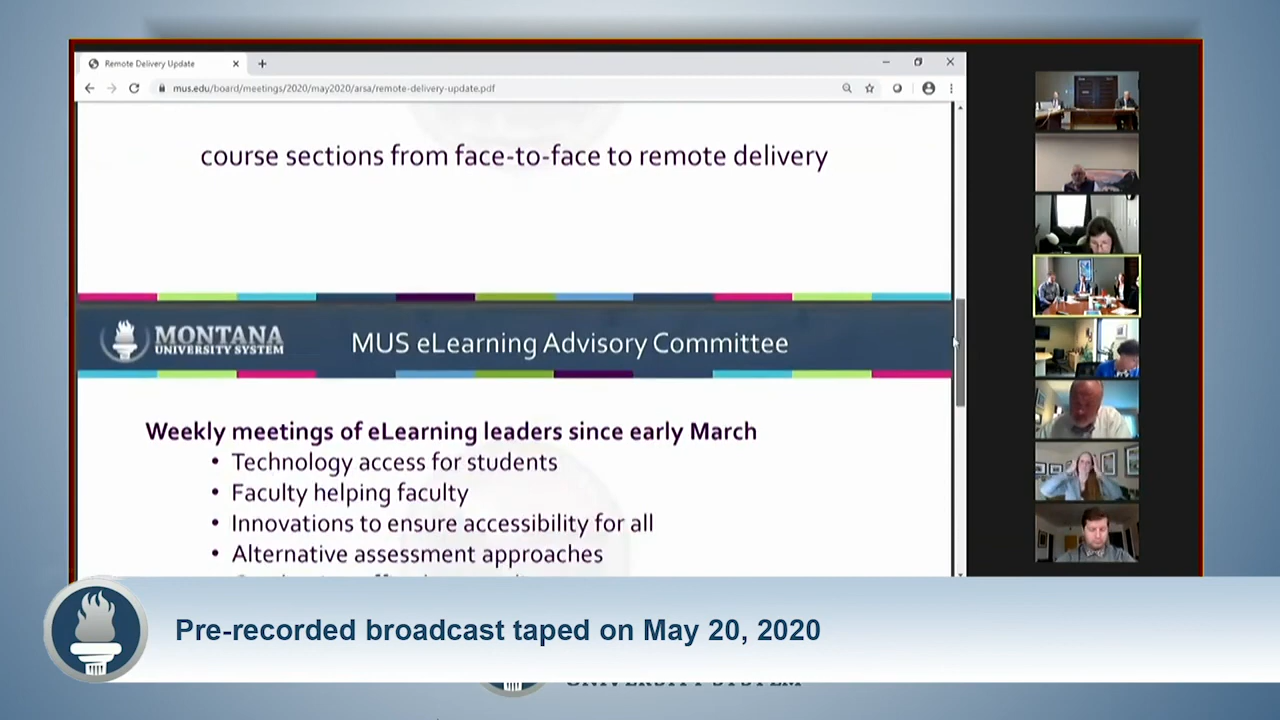 Remote Delivery Update
mus.edu/board/meetings/2020/may2020/arsa/remote-delivery-update.pdf
course sections from face-to-face to remote delivery
MONTANA
UNIVERSITY SYSTEM
MUS eLearning Advisory Committee
Weekly meetings of eLearning leaders since early March
• Technology access for students
• Faculty helping faculty
• Innovations to ensure accessibility for all
• Alternative assessment approaches
Pre-recorded broadcast taped on May 20, 2020